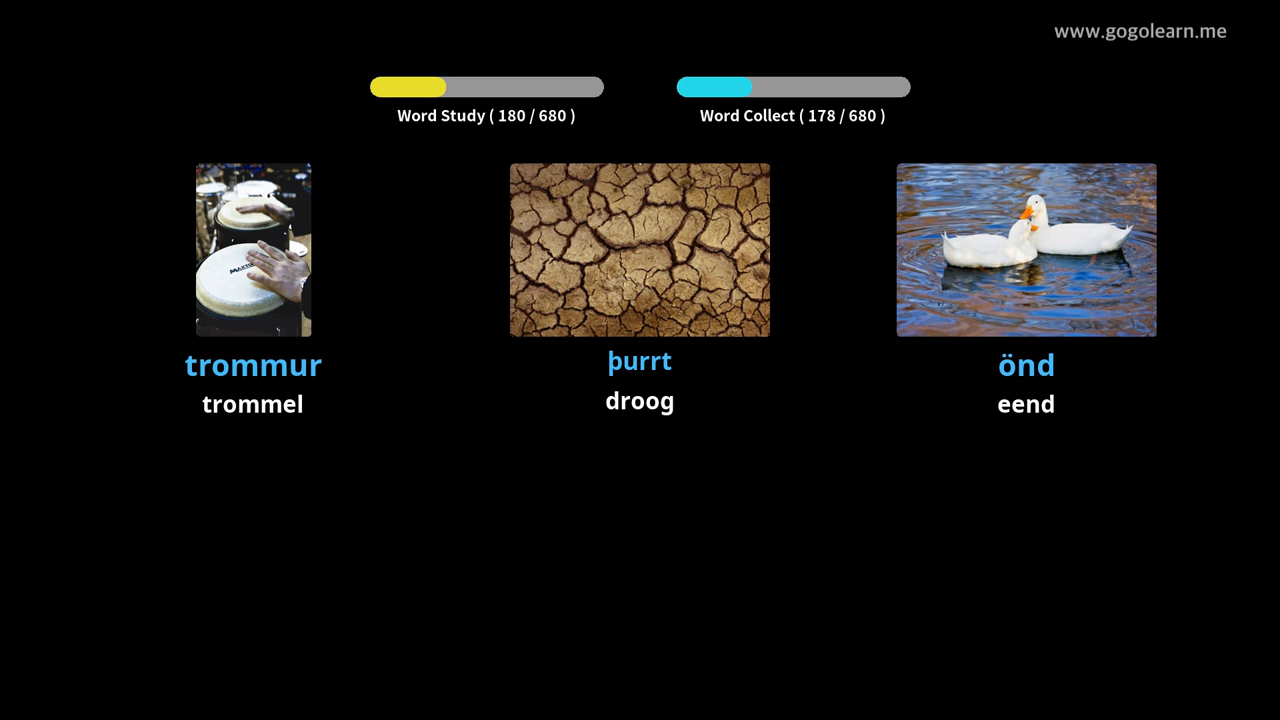 www.gogolearn.me
Word Study ( 180 / 680 )
Word Collect ( 178 / 680 )
trommur
þurrt
önd
trommel
droog
eend